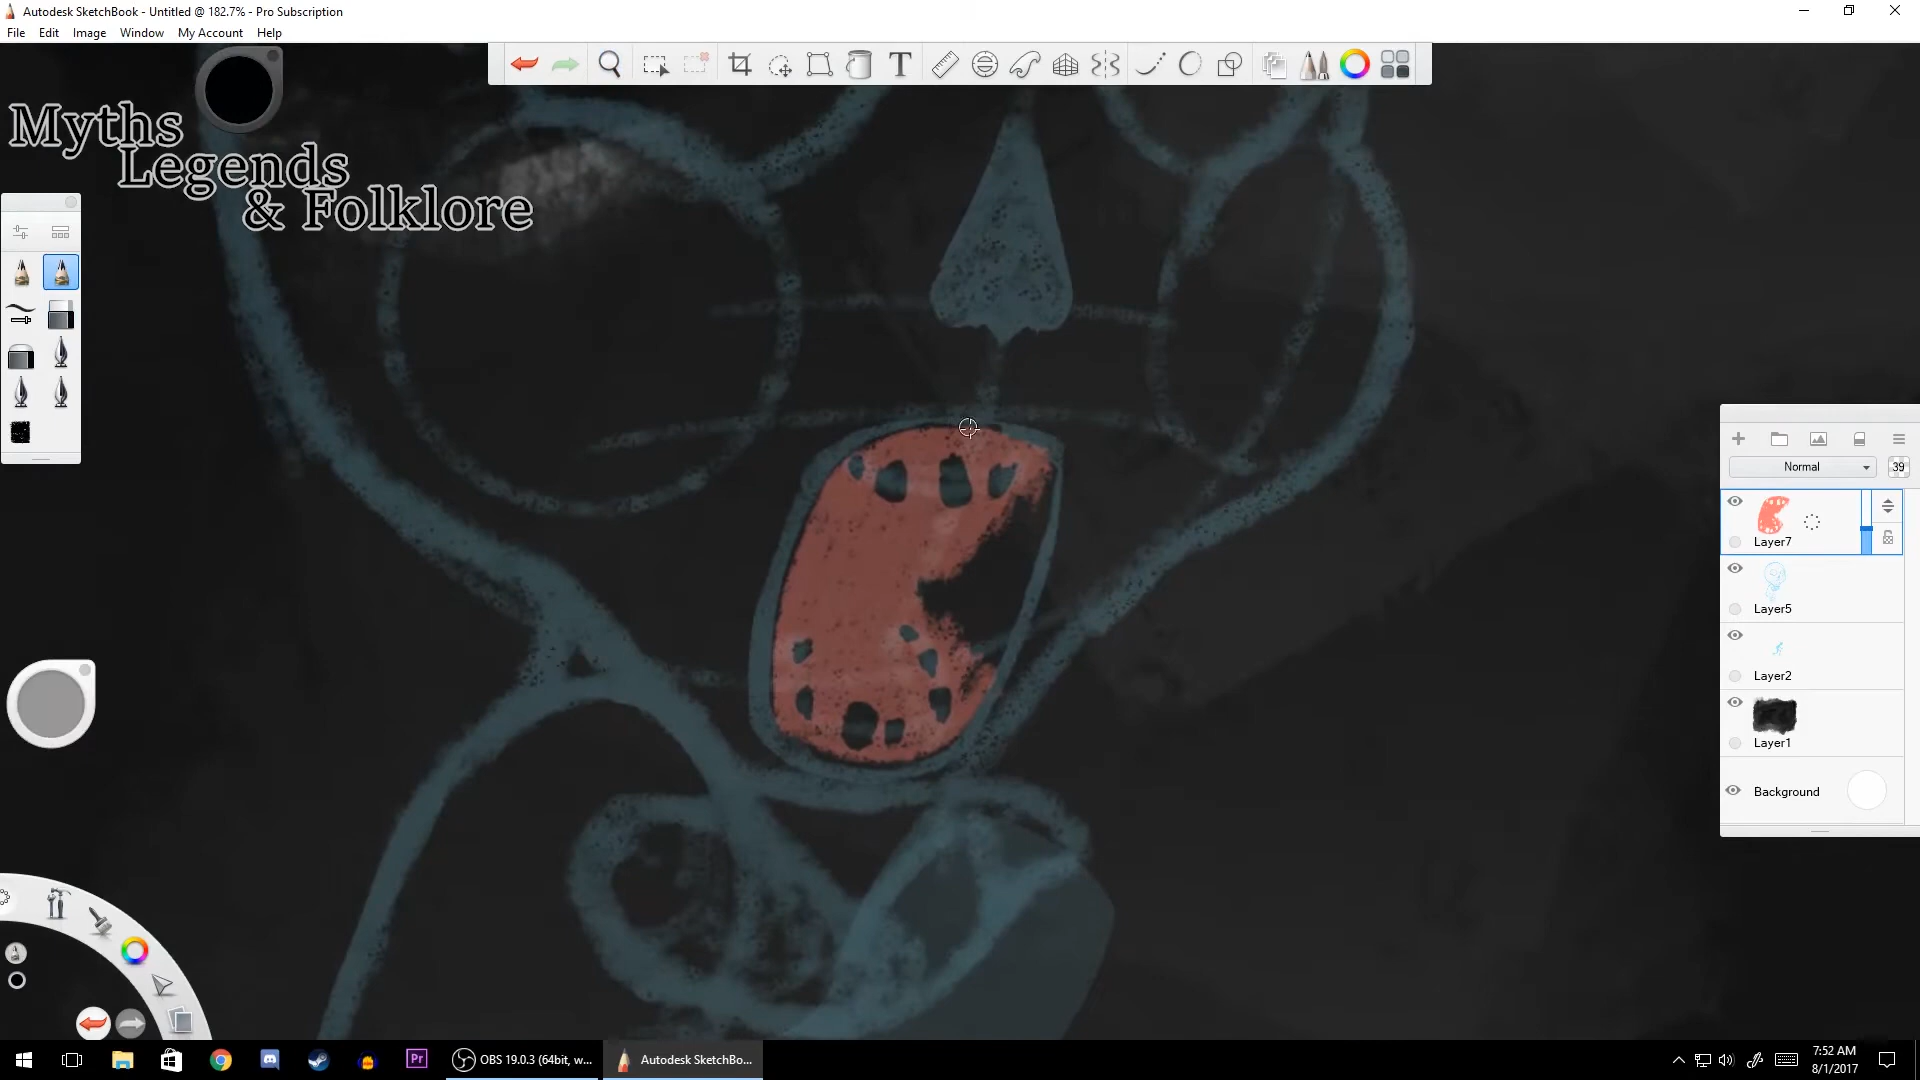 Autodesk SketchBook - Untitled @ 182.7% - Pro Subscription
File Edit Image Window My Account Help
T
Myths
Legends
& Folklore
Normal 39
Layer7
Layer5
Layer2
Layer1
Background
Pr OBS 19.0.3 (64bit, w... Autodesk SketchBo...
7:52 AM
8/1/2017